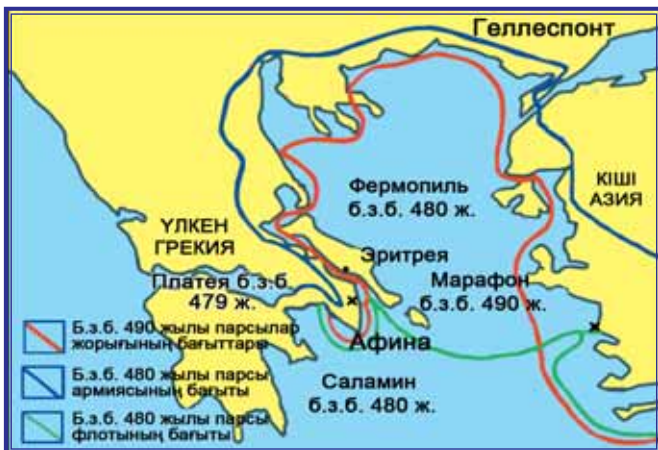 Геллеспонт
КІШІ
АЗИЯ
Фермопиль
б.з.б. 480 ж.
ҮЛКЕН
ГРЕКИЯ
Эритрея
Платея б.з.б.
479 ж.
Марафон
б.з.б. 490 ж.
Афина
Саламин
б.з.б. 480 ж.
Б.з.б. 490 жылы парсылар
жорығының бағыттары
Б.з.б. 480 жылы парсы
армиясының бағыты
Б.з.б. 480 жылы парсы
флотының бағыты